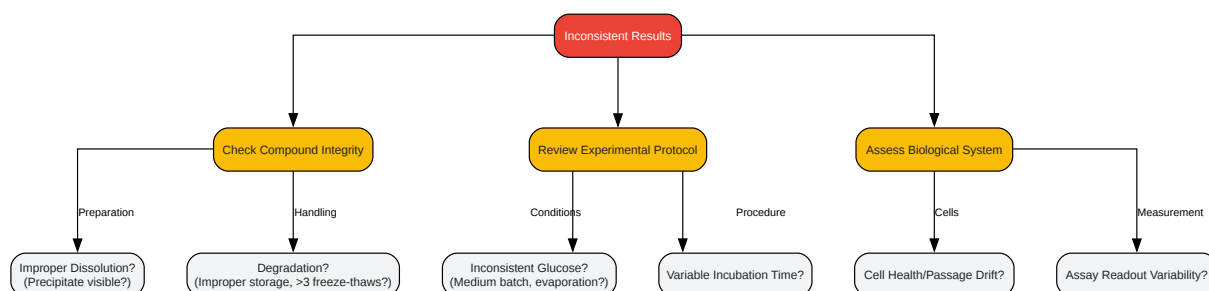 Inconsistent Results
Check Compound Integrity
Review Experimental Protocol
Assess Biological System
Preparation
Handling
Conditions
Procedure
Cells
Measurement
Improper Dissolution?
(Precipitate visible?)
Degradation?
(Improper storage, >3 freeze-thaws?)
Inconsistent Glucose?
(Medium batch, evaporation?)
Variable Incubation Time?
Cell Health/Passage Drift?
Assay Readout Variability?